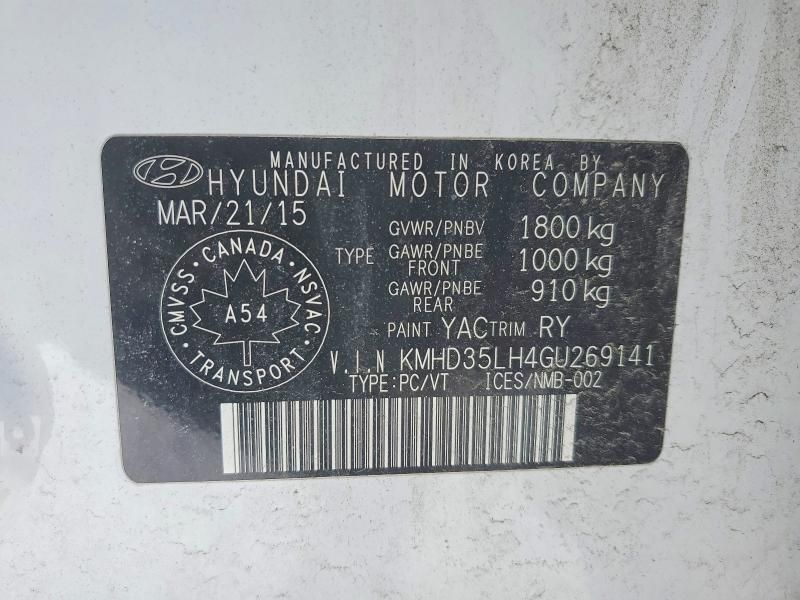 MANUFACTURED IN KOREA BY
HYUNDAI MOTOR COMPANY
MAR/21/15
GVWR/PNBV 1800 kg
TYPE GAWR/PNBE FRONT 1000 kg
GAWR/PNBE REAR 910 kg
CMVSS · CANADA · NSVAC · TRANSPORT ·
A54
PAINT YAC TRIM RY
V.I.N KMHD35LH4GU269141
TYPE:PC/VT ICES/NMB-002